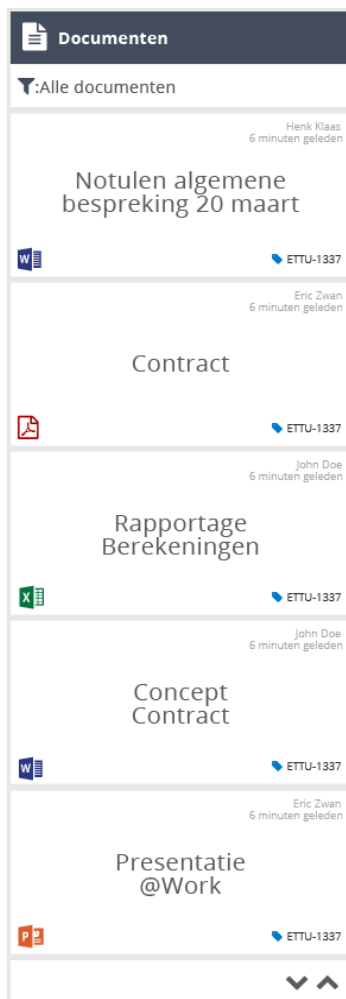 Documenten
:Alle documenten
Henk Klaas
6 minuten geleden
Notulen algemene
bespreking 20 maart
ETTU-1337
Eric Zwan
6 minuten geleden
Contract
ETTU-1337
John Doe
6 minuten geleden
Rapportage
Berekeningen
ETTU-1337
John Doe
6 minuten geleden
Concept
Contract
ETTU-1337
Eric Zwan
6 minuten geleden
Presentatie
@Work
ETTU-1337